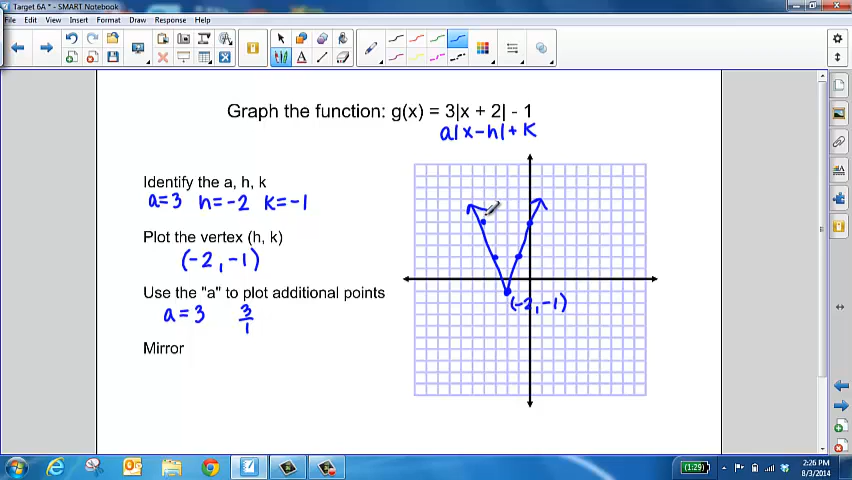 Target 6A * - SMART Notebook
File Edit View Insert Format Draw Response Help
Graph the function: g(x) = 3|x + 2| - 1
a|x-h|+K
Identify the a, h, k
a=3 h=-2 K=-1
Plot the vertex (h, k)
(-2,-1)
Use the "a" to plot additional points
a=3 3/1
Mirror
(-2,-1)
(1:29)
2:26 PM
8/3/2014